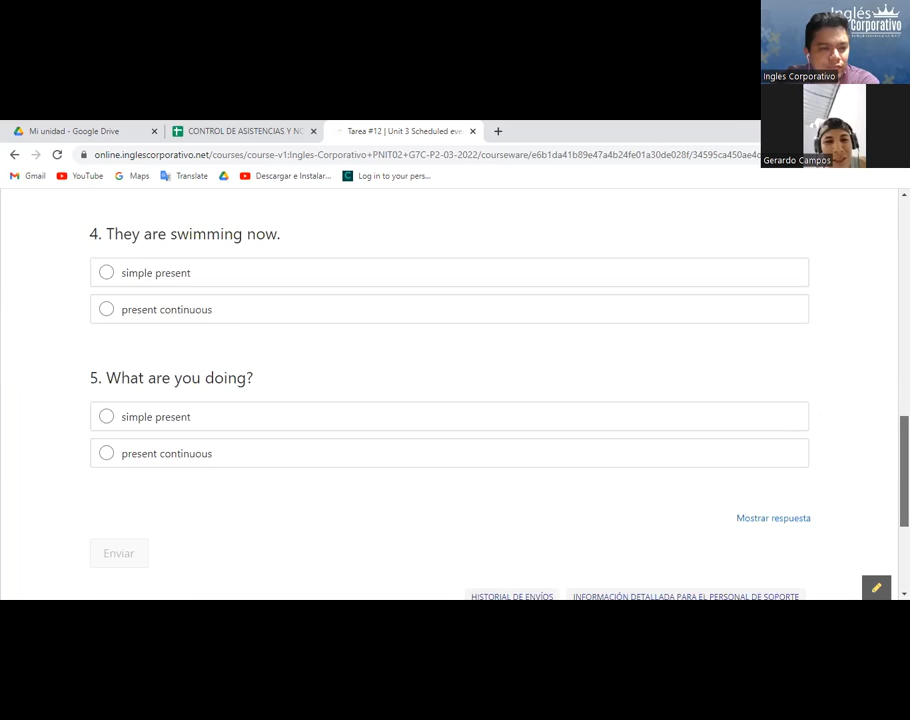 Inglés
Corporativo
Ingles Corporativo
Gerardo Campos
Mi unidad - Google Drive
CONTROL DE ASISTENCIAS Y NO
Tarea #12 | Unit 3 Scheduled eve
online.inglescorporativo.net/courses/course-v1:Ingles-Corporativo+PNIT02+G7C-P2-03-2022/courseware/e6b1da41b89e47a4b24fe01a30de028f/34595ca450ae4c
Gmail YouTube Maps Translate Descargar e Instalar... Log in to your pers...
4. They are swimming now.
simple present
present continuous
5. What are you doing?
simple present
present continuous
Mostrar respuesta
Enviar
HISTORIAL DE ENVÍOS INFORMACIÓN DETALLADA PARA EL PERSONAL DE SOPORTE